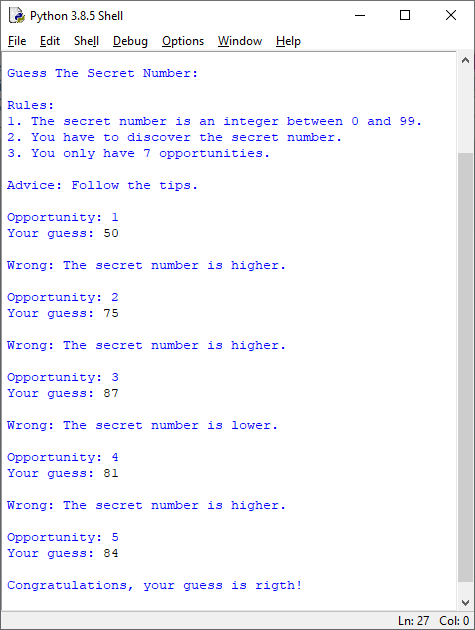 Python 3.8.5 Shell
File Edit Shell Debug Options Window Help
Guess The Secret Number:
Rules:
1. The secret number is an integer between 0 and 99.
2. You have to discover the secret number.
3. You only have 7 opportunities.
Advice: Follow the tips.
Opportunity: 1
Your guess: 50
Wrong: The secret number is higher.
Opportunity: 2
Your guess: 75
Wrong: The secret number is higher.
Opportunity: 3
Your guess: 87
Wrong: The secret number is lower.
Opportunity: 4
Your guess: 81
Wrong: The secret number is higher.
Opportunity: 5
Your guess: 84
Congratulations, your guess is rigth!
Ln: 27 Col: 0